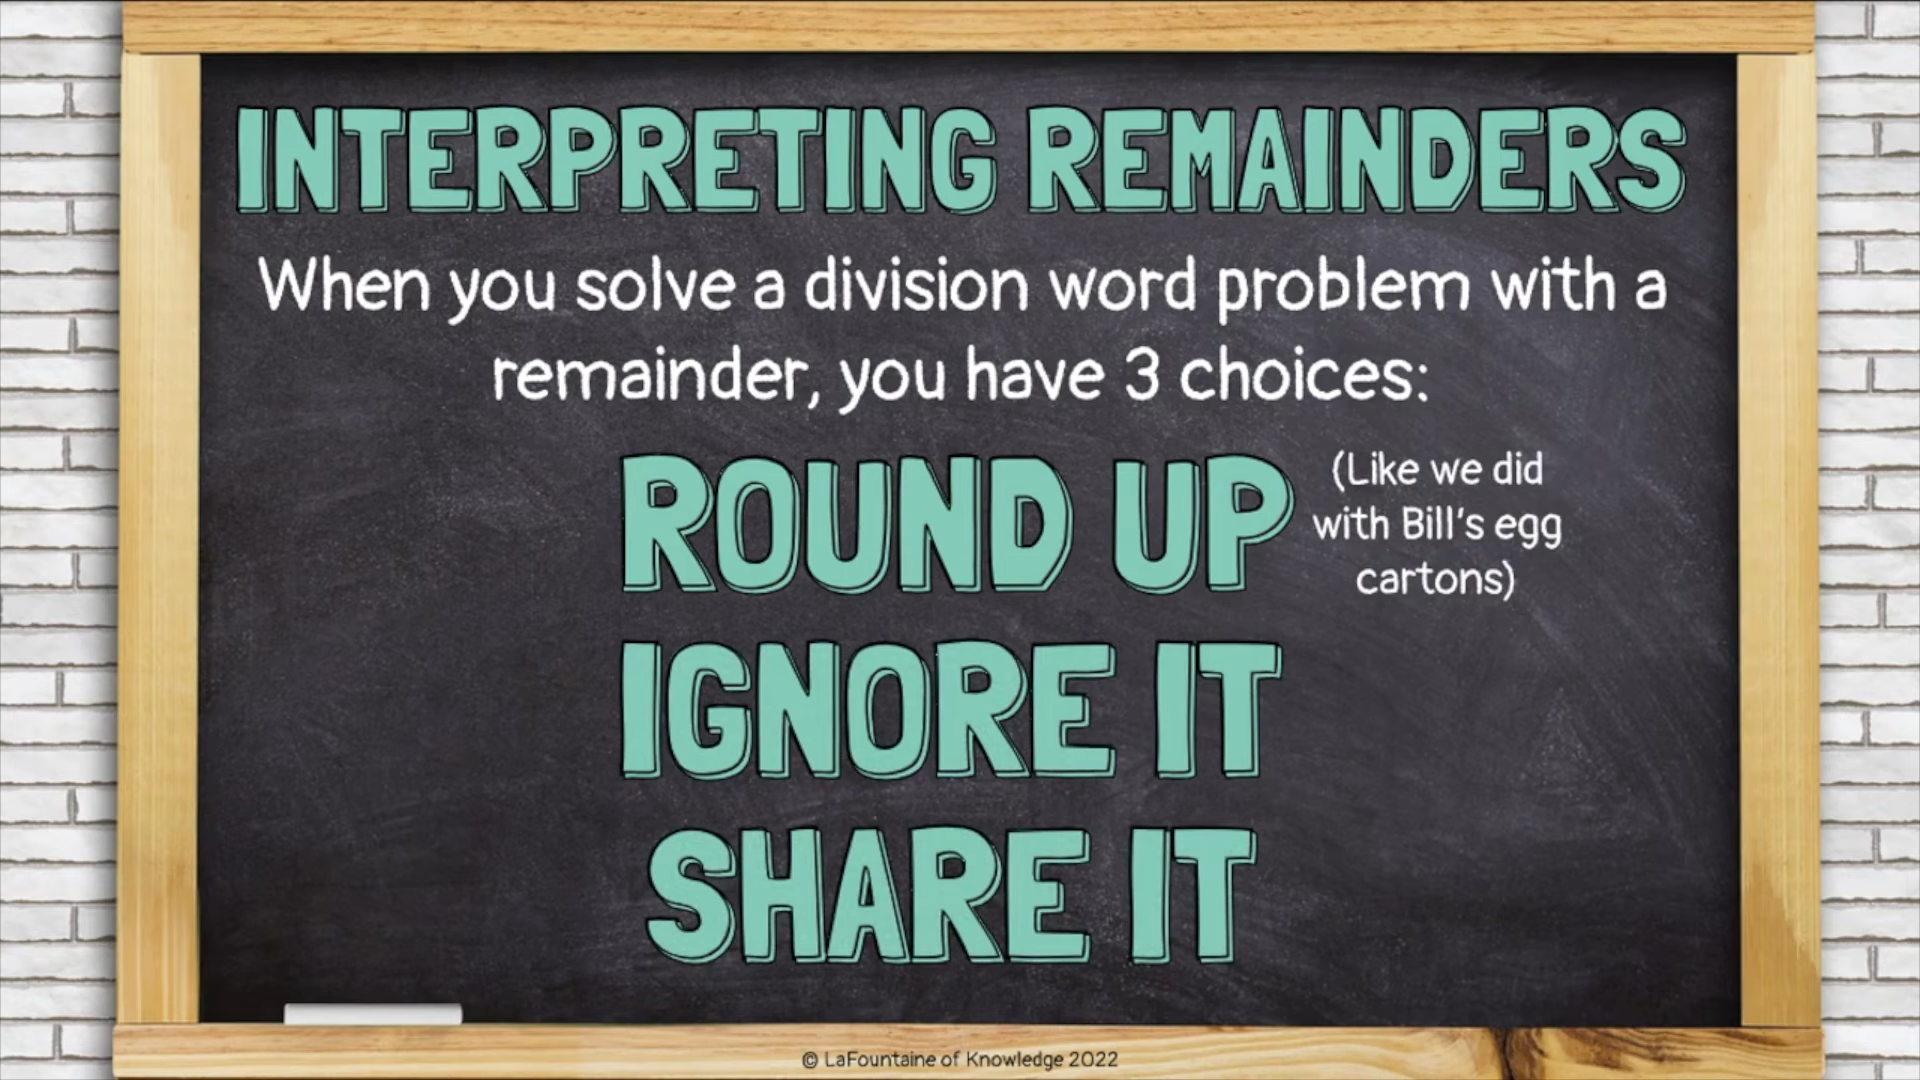 INTERPRETING REMAINDERS
When you solve a division word problem with a
remainder, you have 3 choices:
ROUND UP
(Like we did
with Bill's egg
cartons)
IGNORE IT
SHARE IT
© LaFountaine of Knowledge 2022